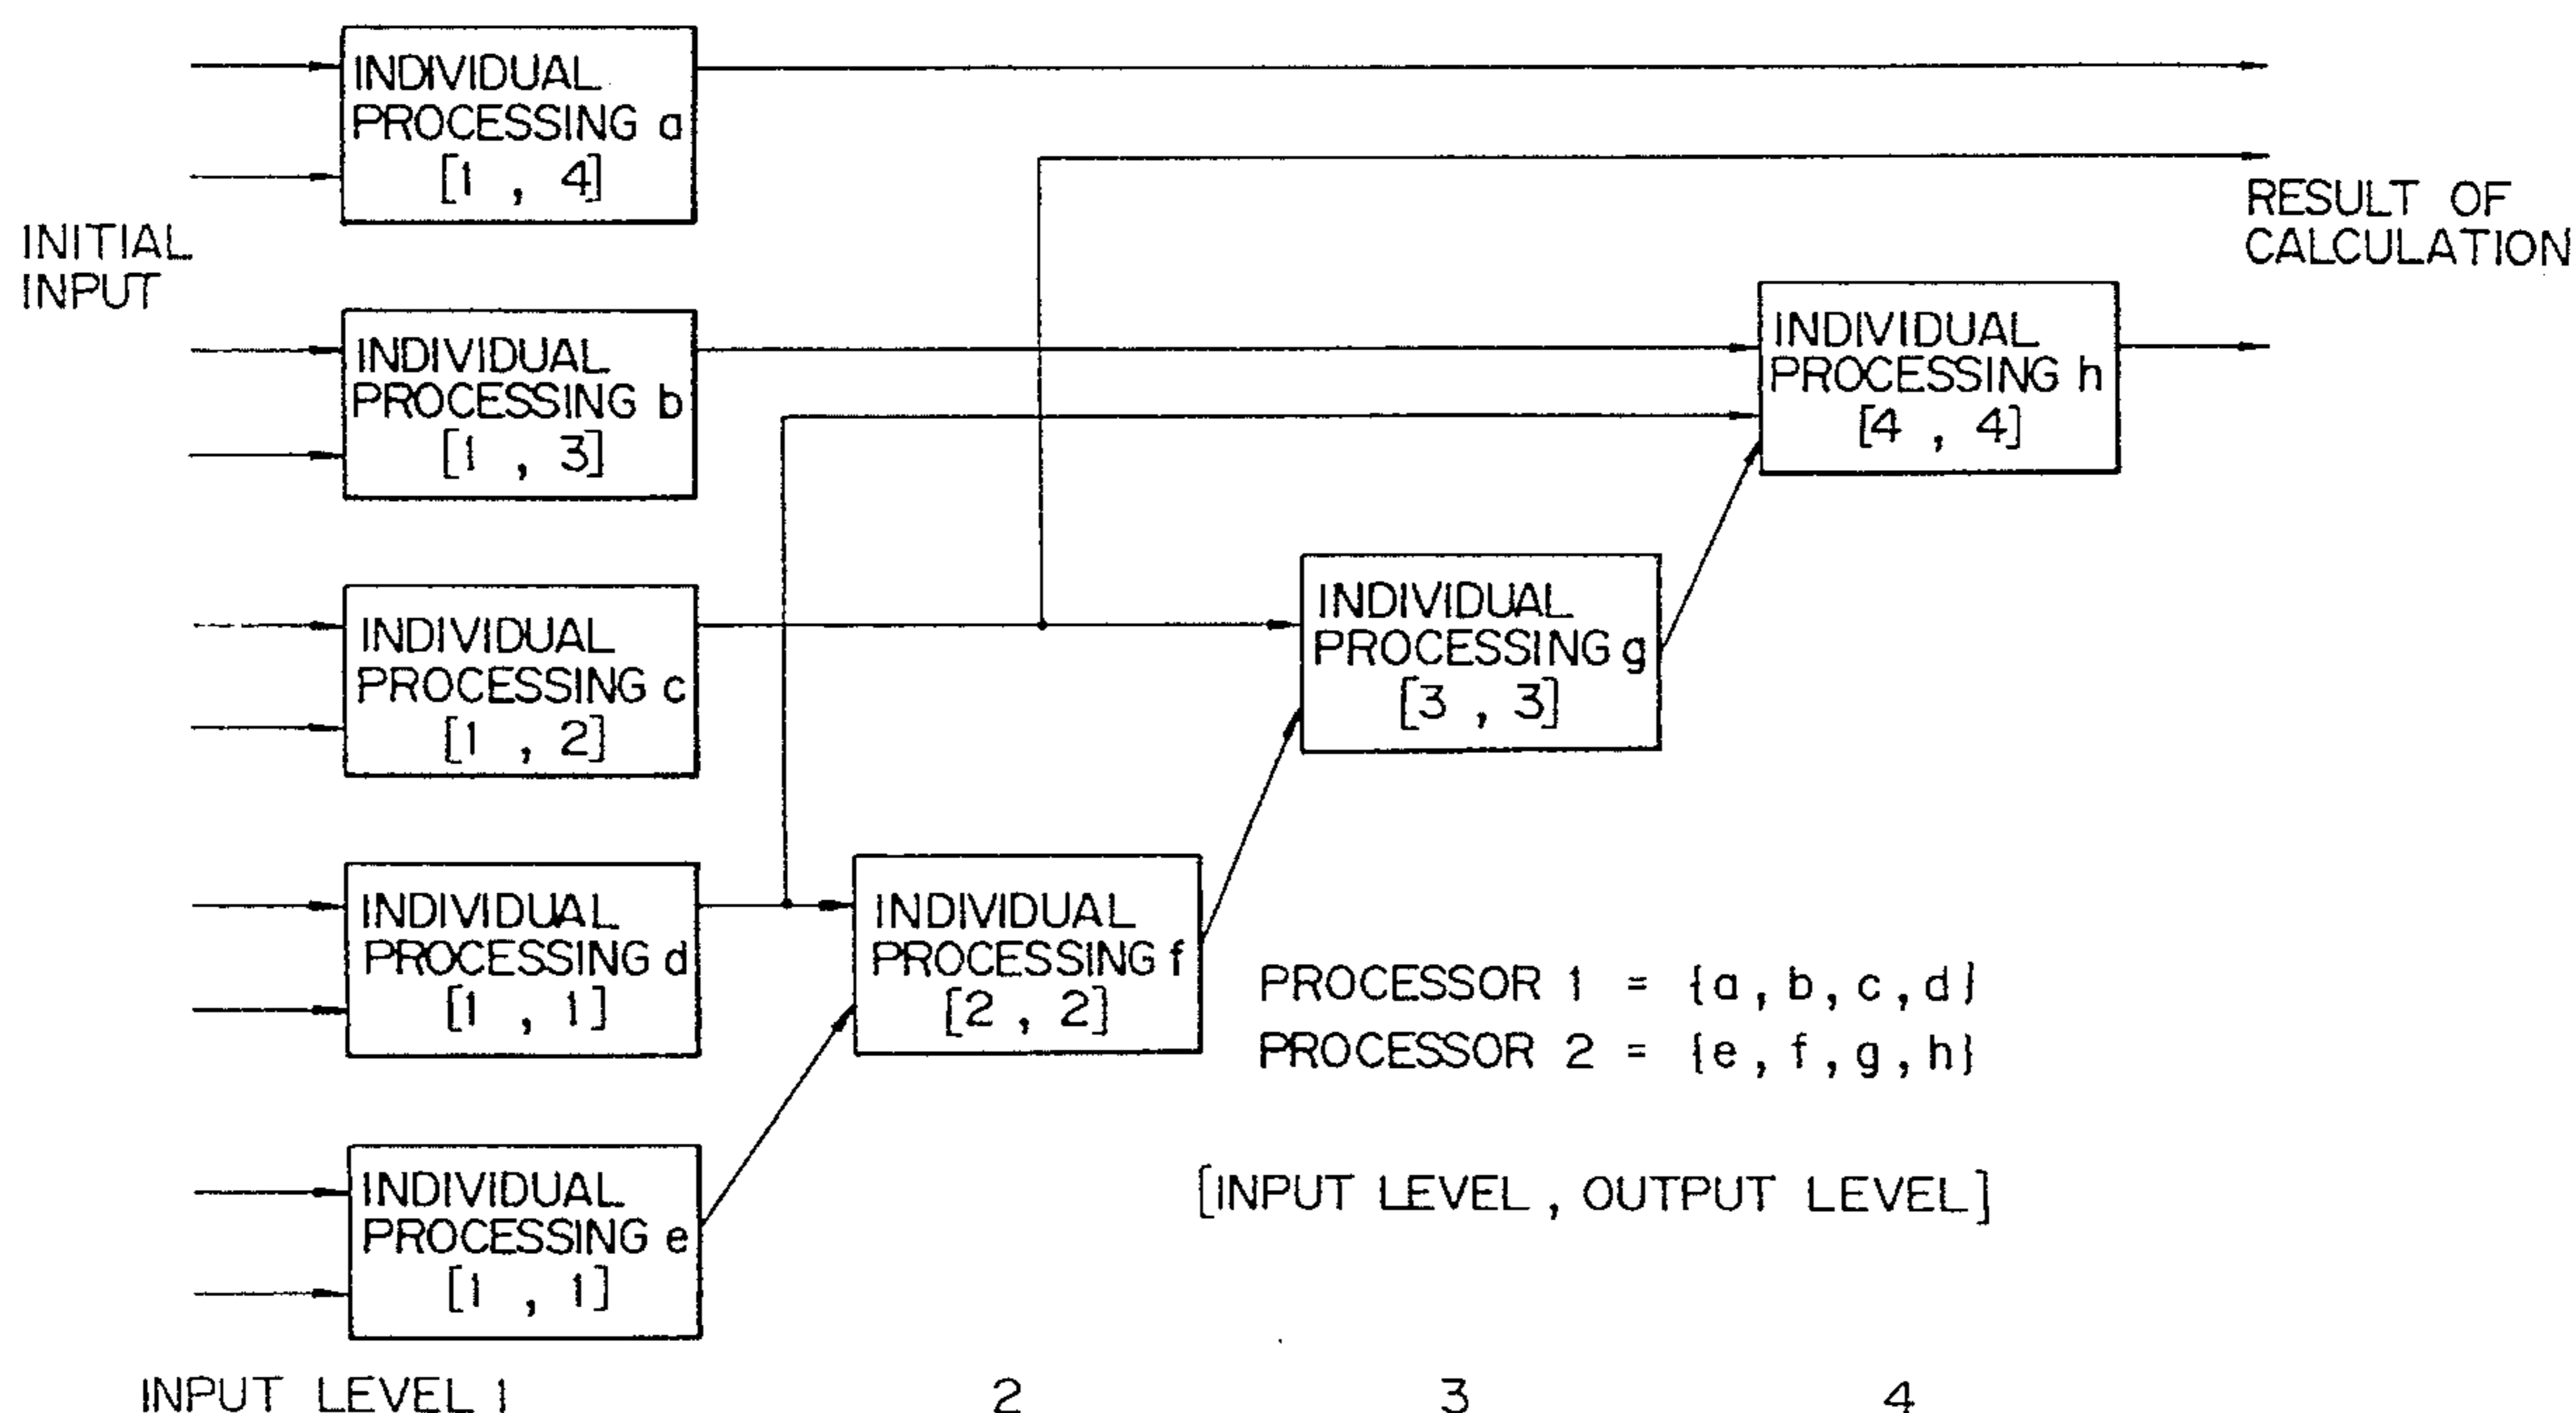 INITIAL
INPUT
INDIVIDUAL
PROCESSING a
[1 , 4]
INDIVIDUAL
PROCESSING b
[1 , 3]
INDIVIDUAL
PROCESSING c
[1 , 2]
INDIVIDUAL
PROCESSING d
[1 , 1]
INDIVIDUAL
PROCESSING e
[1 , 1]
INDIVIDUAL
PROCESSING f
[2 , 2]
INDIVIDUAL
PROCESSING g
[3 , 3]
INDIVIDUAL
PROCESSING h
[4 , 4]
RESULT OF
CALCULATION
PROCESSOR 1 = {a, b, c, d}
PROCESSOR 2 = {e, f, g, h}
[INPUT LEVEL, OUTPUT LEVEL]
INPUT LEVEL 1 2 3 4